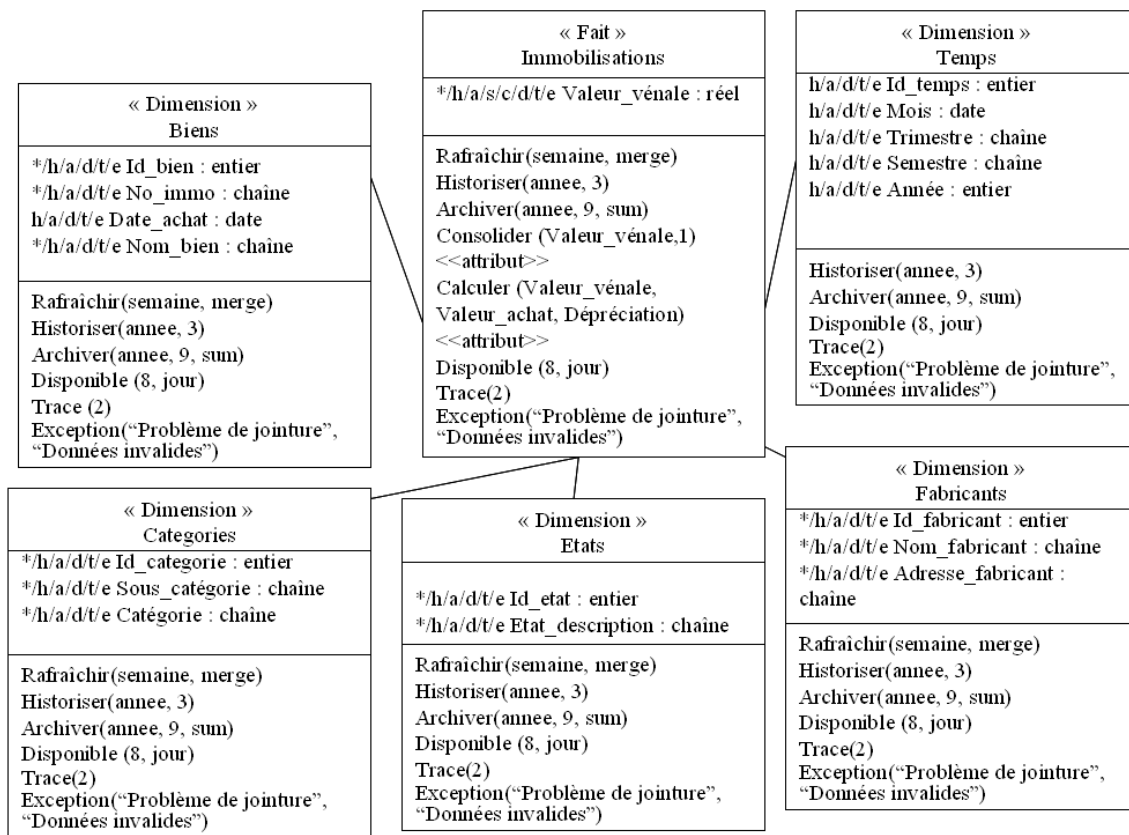 « Dimension »
Biens
*/h/a/d/t/e Id_bien : entier
*/h/a/d/t/e No_immo : chaîne
h/a/d/t/e Date_achat : date
*/h/a/d/t/e Nom_bien : chaîne
Rafraîchir(semaine, merge)
Historiser(annee, 3)
Archiver(annee, 9, sum)
Disponible (8, jour)
Trace (2)
Exception(“Problème de jointure”,
“Données invalides”)
« Fait »
Immobilisations
*/h/a/s/c/d/t/e Valeur_vénale : réel
Rafraîchir(semaine, merge)
Historiser(annee, 3)
Archiver(annee, 9, sum)
Consolider (Valeur_vénale,1)
<<attribut>>
Calculer (Valeur_vénale,
Valeur_achat, Dépréciation)
<<attribut>>
Disponible (8, jour)
Trace(2)
Exception(“Problème de jointure”,
“Données invalides”)
« Dimension »
Temps
h/a/d/t/e Id_temps : entier
h/a/d/t/e Mois : date
h/a/d/t/e Trimestre : chaîne
h/a/d/t/e Semestre : chaîne
h/a/d/t/e Année : entier
Historiser(annee, 3)
Archiver(annee, 9, sum)
Disponible (8, jour)
Trace(2)
Exception(“Problème de jointure”,
“Données invalides”)
« Dimension »
Categories
*/h/a/d/t/e Id_categorie : entier
*/h/a/d/t/e Sous_catégorie : chaîne
*/h/a/d/t/e Catégorie : chaîne
Rafraîchir(semaine, merge)
Historiser(annee, 3)
Archiver(annee, 9, sum)
Disponible (8, jour)
Trace(2)
Exception(“Problème de jointure”,
“Données invalides”)
« Dimension »
Etats
*/h/a/d/t/e Id_etat : entier
*/h/a/d/t/e Etat_description : chaîne
Rafraîchir(semaine, merge)
Historiser(annee, 3)
Archiver(annee, 9, sum)
Disponible (8, jour)
Trace(2)
Exception(“Problème de jointure”,
“Données invalides”)
« Dimension »
Fabricants
*/h/a/d/t/e Id_fabricant : entier
*/h/a/d/t/e Nom_fabricant : chaîne
*/h/a/d/t/e Adresse_fabricant :
chaîne
Rafraîchir(semaine, merge)
Historiser(annee, 3)
Archiver(annee, 9, sum)
Disponible (8, jour)
Trace(2)
Exception(“Problème de jointure”,
“Données invalides”)